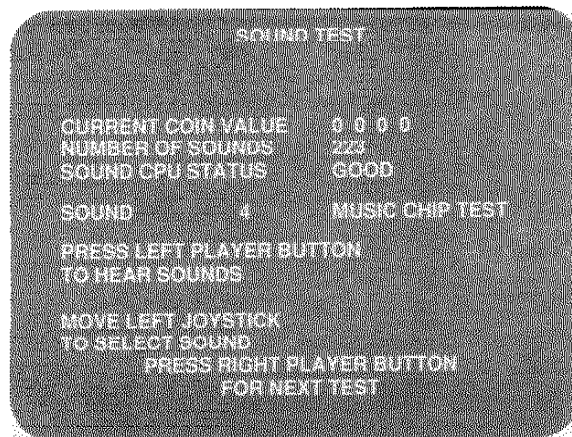 SOUND TEST
CURRENT COIN VALUE 0 0 0 0
NUMBER OF SOUNDS 223
SOUND CPU STATUS GOOD
SOUND 4 MUSIC CHIP TEST
PRESS LEFT PLAYER BUTTON
TO HEAR SOUNDS
MOVE LEFT JOYSTICK
TO SELECT SOUND
PRESS RIGHT PLAYER BUTTON
FOR NEXT TEST